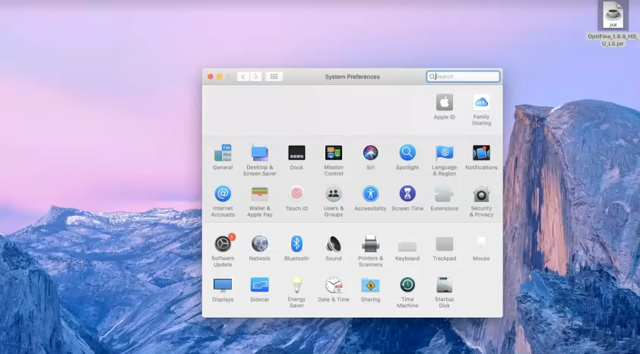 JAR
OptiFine_1.8.9_HD
_U_L5.jar
System Preferences
Search
Apple ID
Family
Sharing
General
Desktop &
Screen Saver
Dock
Mission
Control
Siri
Spotlight
Language
& Region
Notifications
Internet
Accounts
Wallet &
Apple Pay
Touch ID
Users &
Groups
Accessibility
Screen Time
Extensions
Security
& Privacy
Software
Update
Network
Bluetooth
Sound
Printers &
Scanners
Keyboard
Trackpad
Mouse
Displays
Sidecar
Energy
Saver
Date & Time
Sharing
Time
Machine
Startup
Disk